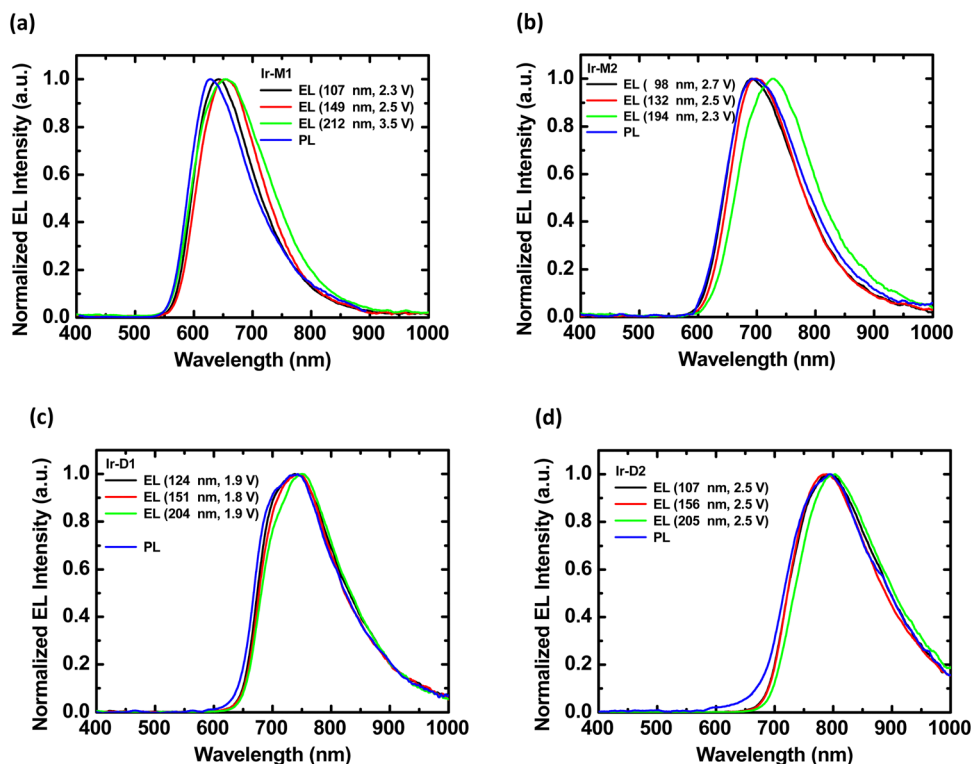 (a)
Normalized EL Intensity (a.u.)
1.0
0.8
0.6
0.4
0.2
0.0
Ir-M1
EL (107 nm, 2.3 V)
EL (149 nm, 2.5 V)
EL (212 nm, 3.5 V)
PL
400 500 600 700 800 900 1000
Wavelength (nm)
(b)
Normalized EL Intensity (a.u.)
1.0
0.8
0.6
0.4
0.2
0.0
Ir-M2
EL ( 98 nm, 2.7 V)
EL (132 nm, 2.5 V)
EL (194 nm, 2.3 V)
PL
400 500 600 700 800 900 1000
Wavelength (nm)
(c)
Normalized EL Intensity (a.u.)
1.0
0.8
0.6
0.4
0.2
0.0
Ir-D1
EL (124 nm, 1.9 V)
EL (151 nm, 1.8 V)
EL (204 nm, 1.9 V)
PL
400 500 600 700 800 900 1000
Wavelength (nm)
(d)
Normalized EL Intensity (a.u.)
1.0
0.8
0.6
0.4
0.2
0.0
Ir-D2
EL (107 nm, 2.5 V)
EL (156 nm, 2.5 V)
EL (205 nm, 2.5 V)
PL
400 500 600 700 800 900 1000
Wavelength (nm)